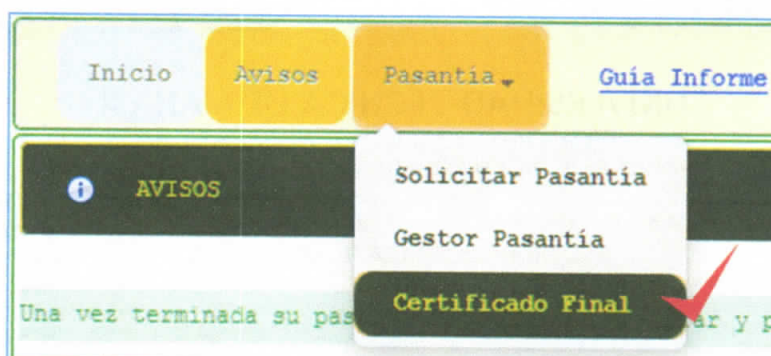 Inicio Avisos Pasantía Guía Informe
AVISOS
Solicitar Pasantía
Gestor Pasantía
Certificado Final
Una vez terminada su pas ar y p